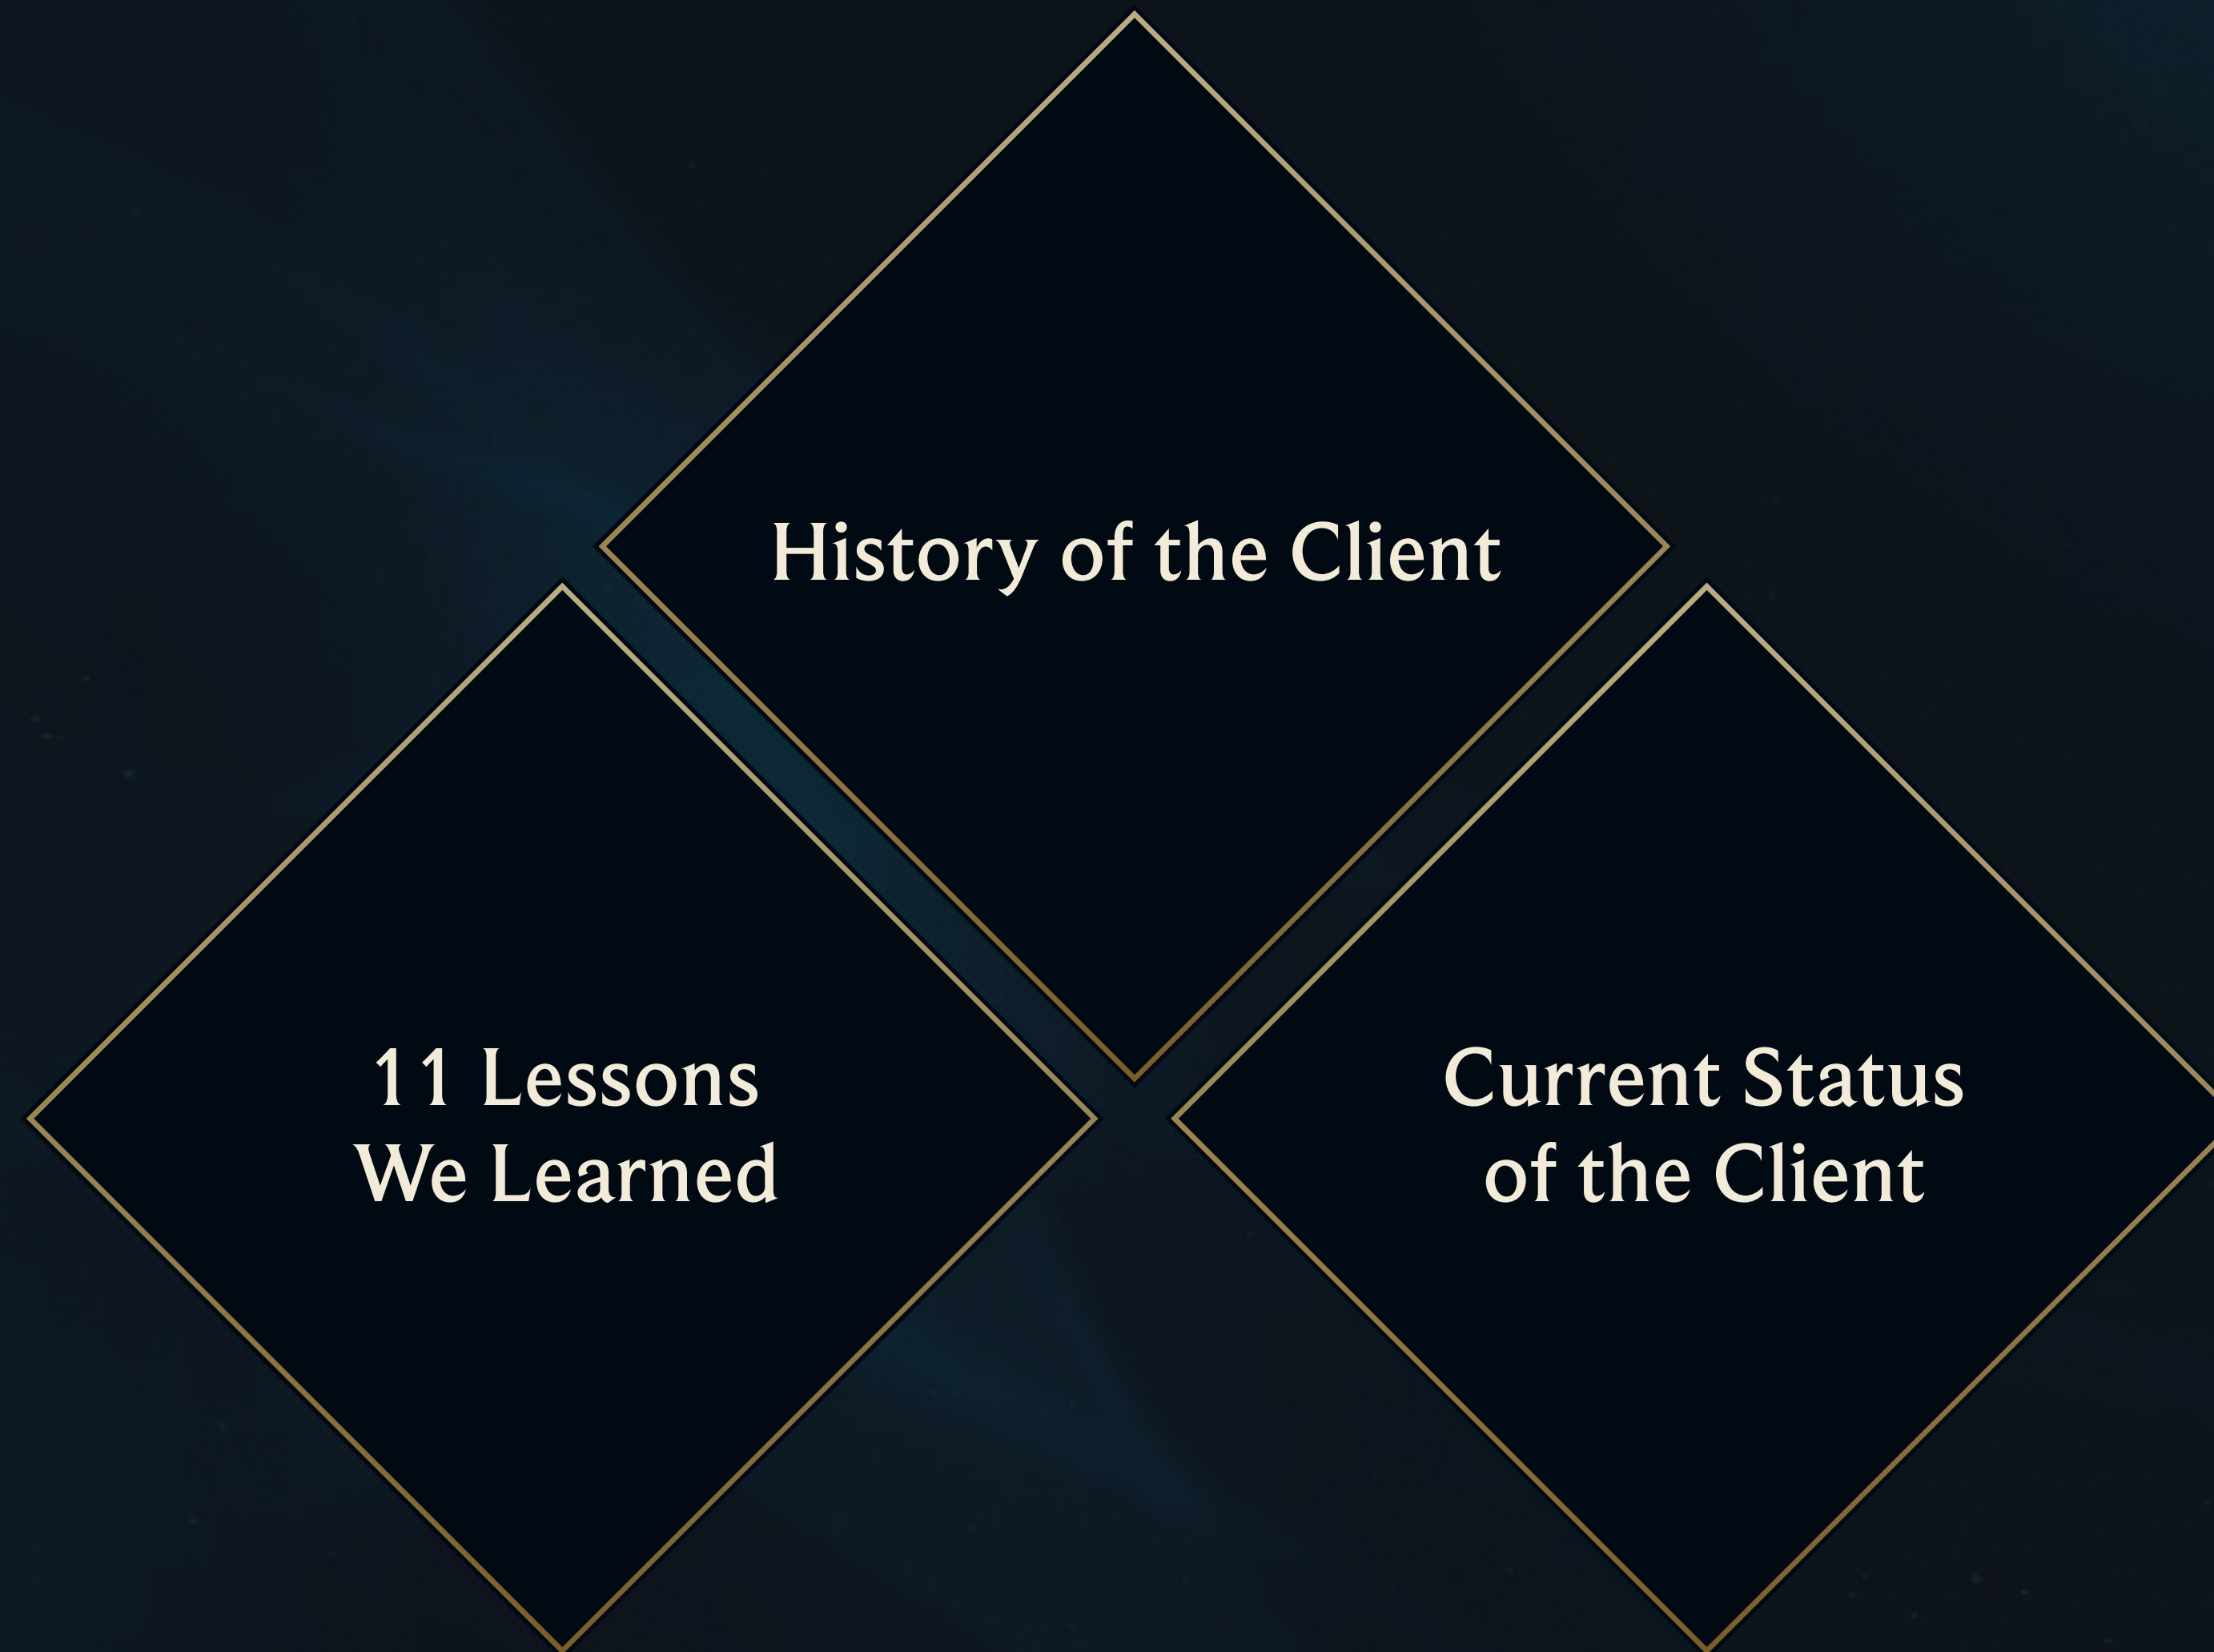 History of the Client
11 Lessons
We Learned
Current Status
of the Client